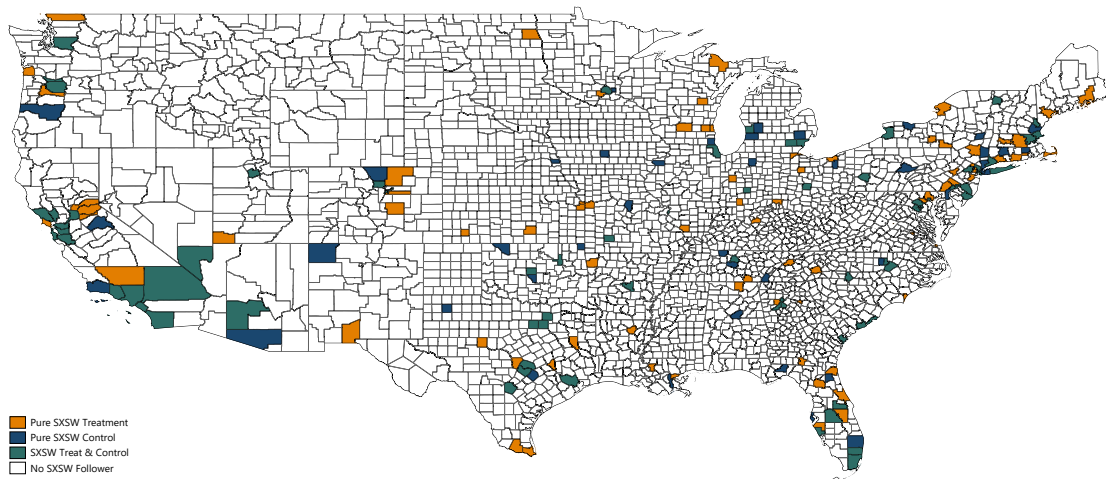 Pure SXSW Treatment
Pure SXSW Control
SXSW Treat & Control
No SXSW Follower